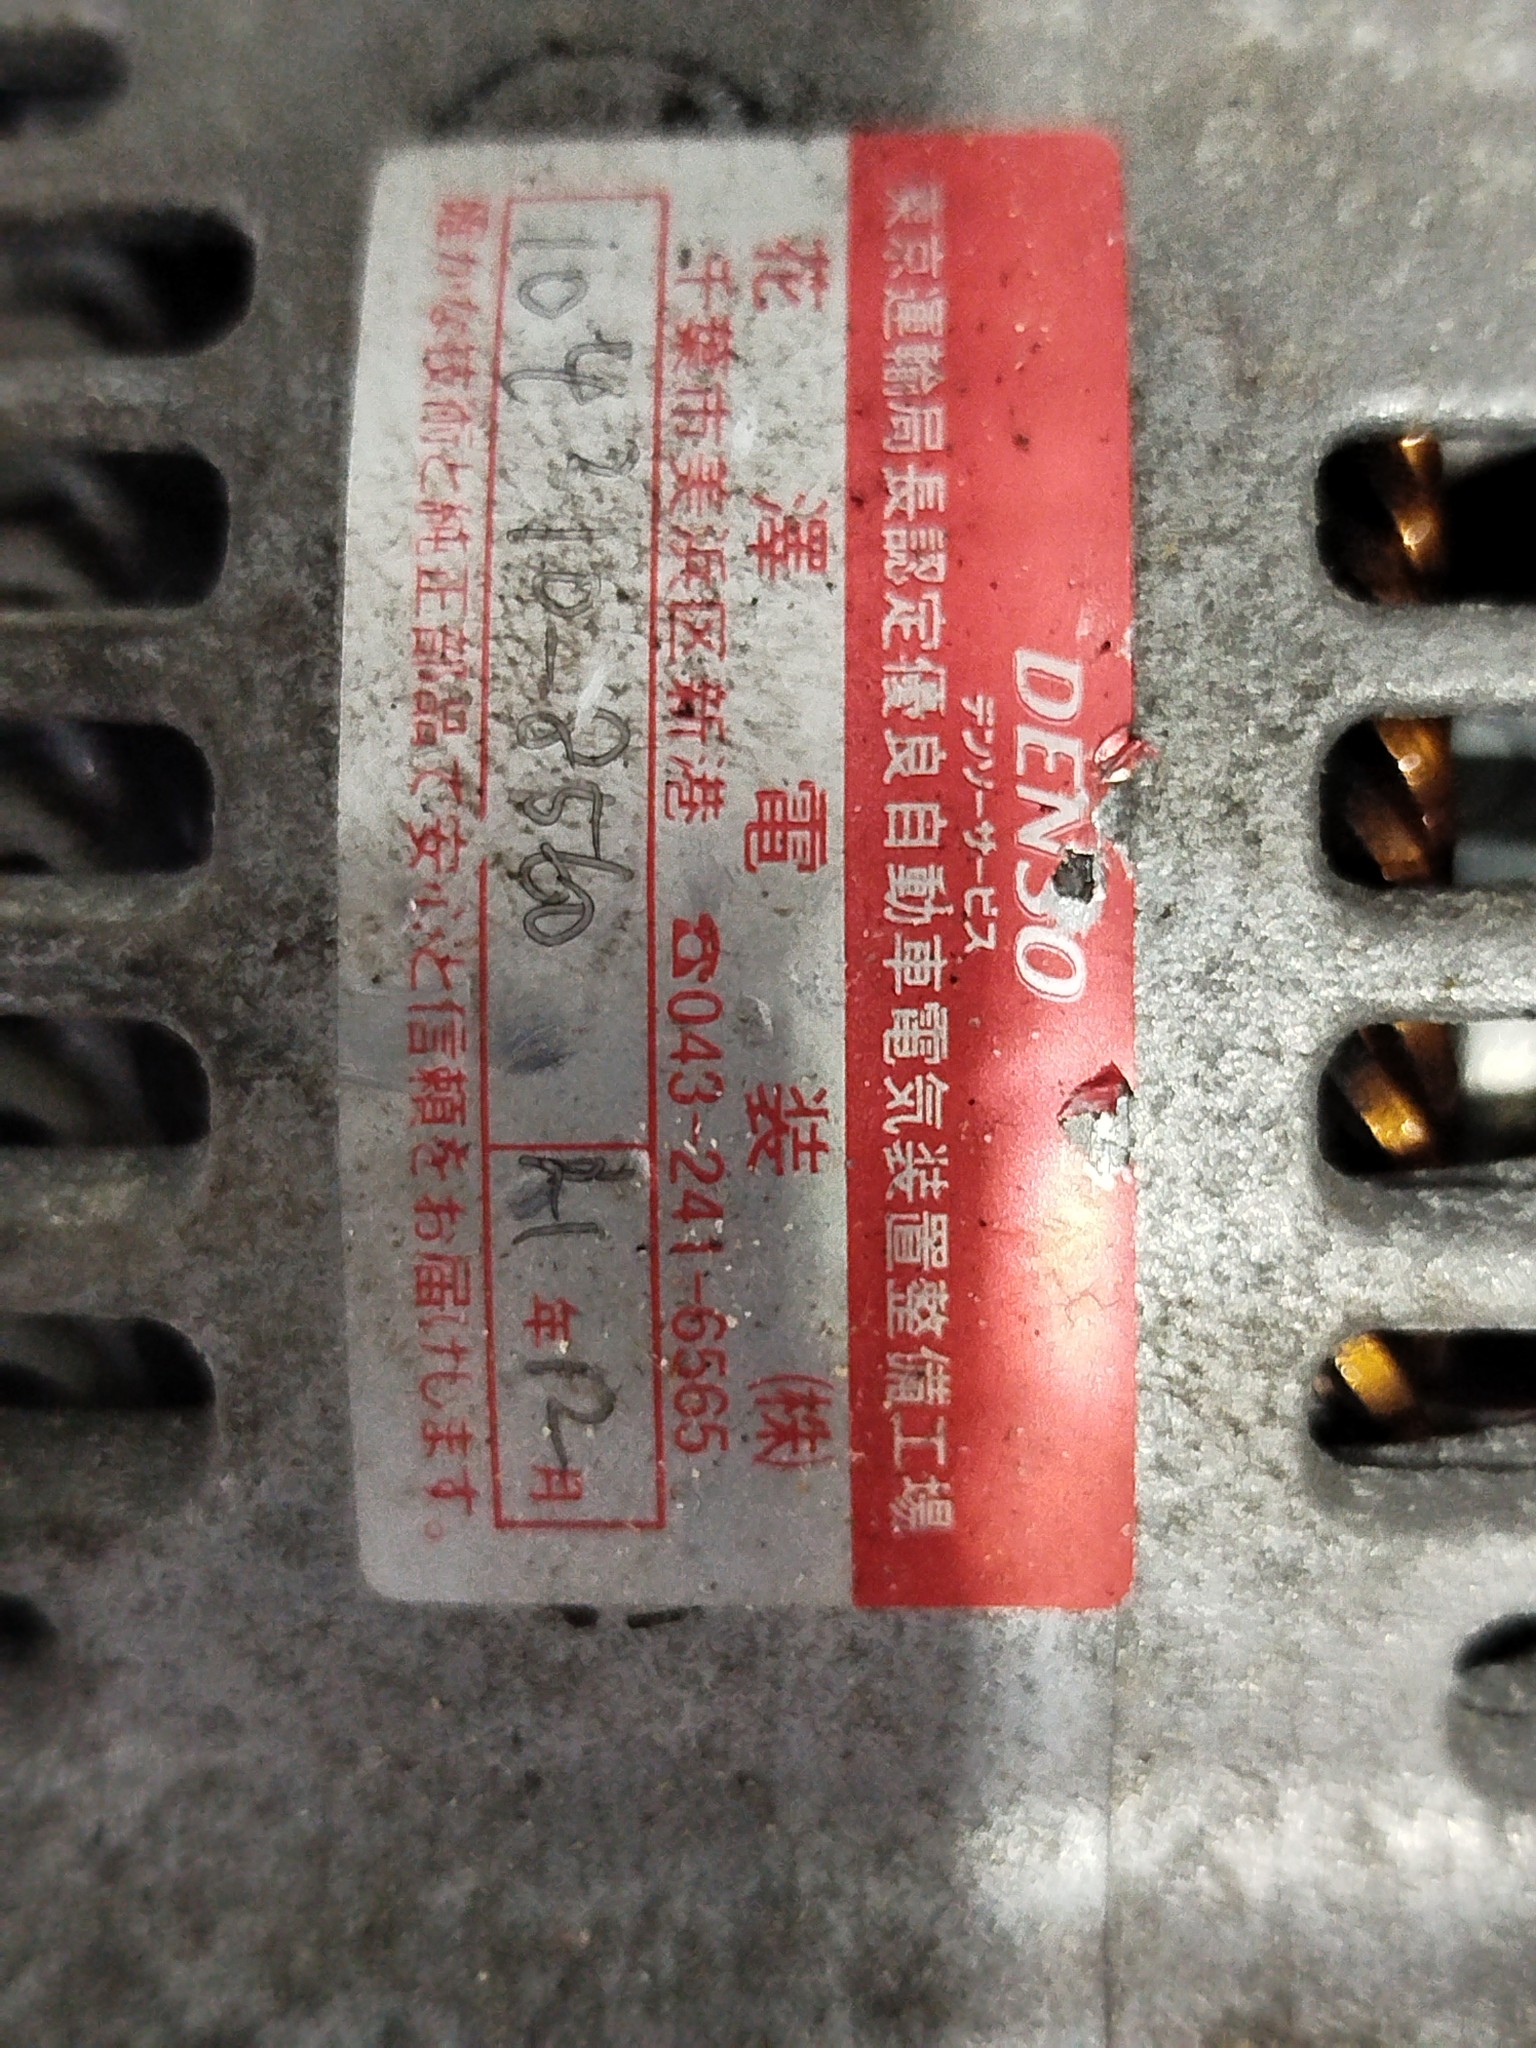 DENSO
デンソーサービス
東京運輸局長認定優良自動車電気装置整備工場
花澤電装(株)
千葉市美浜区新港 ☎043-241-6565
104210-8560 R1年12月
確かな技術と純正部品で安心と信頼をお届けします。